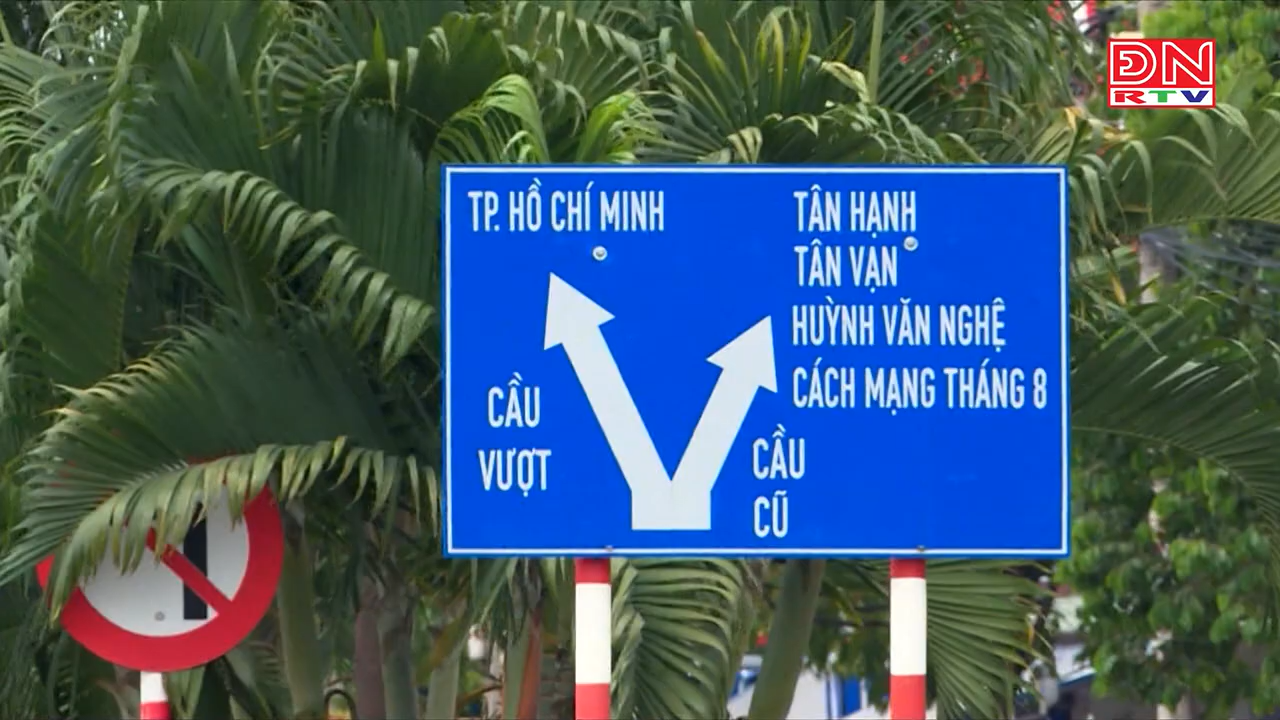 ĐN
RTV
TP. HỒ CHÍ MINH
CẦU
VƯỢT
TÂN HẠNH
TÂN VẠN
HUỲNH VĂN NGHỆ
CÁCH MẠNG THÁNG 8
CẦU
CŨ